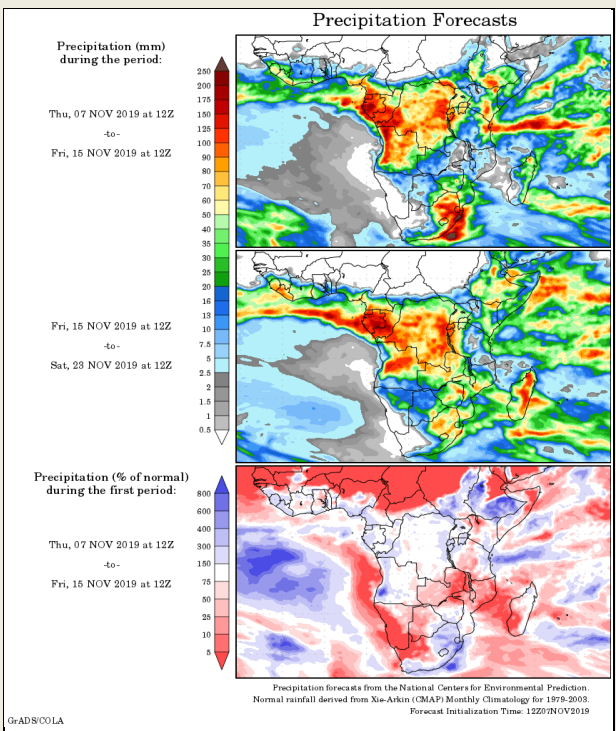 Precipitation Forecasts
Precipitation (mm)
during the period:
Thu, 07 NOV 2019 at 12Z
-to-
Fri, 15 NOV 2019 at 12Z
250
200
175
150
125
100
90
80
70
60
50
40
35
30
25
20
16
13
10
7.5
5
2.5
2
1.5
1
0.5
Fri, 15 NOV 2019 at 12Z
-to-
Sat, 23 NOV 2019 at 12Z
Precipitation (% of normal)
during the first period:
Thu, 07 NOV 2019 at 12Z
-to-
Fri, 15 NOV 2019 at 12Z
800
600
400
300
150
75
50
25
10
5
Precipitation forecasts from the National Centers for Environmental Prediction.
Normal rainfall derived from Xie-Arkin (CMAP) Monthly Climatology for 1979-2003.
Forecast Initialization Time: 12Z07NOV2019
GrADS/COLA